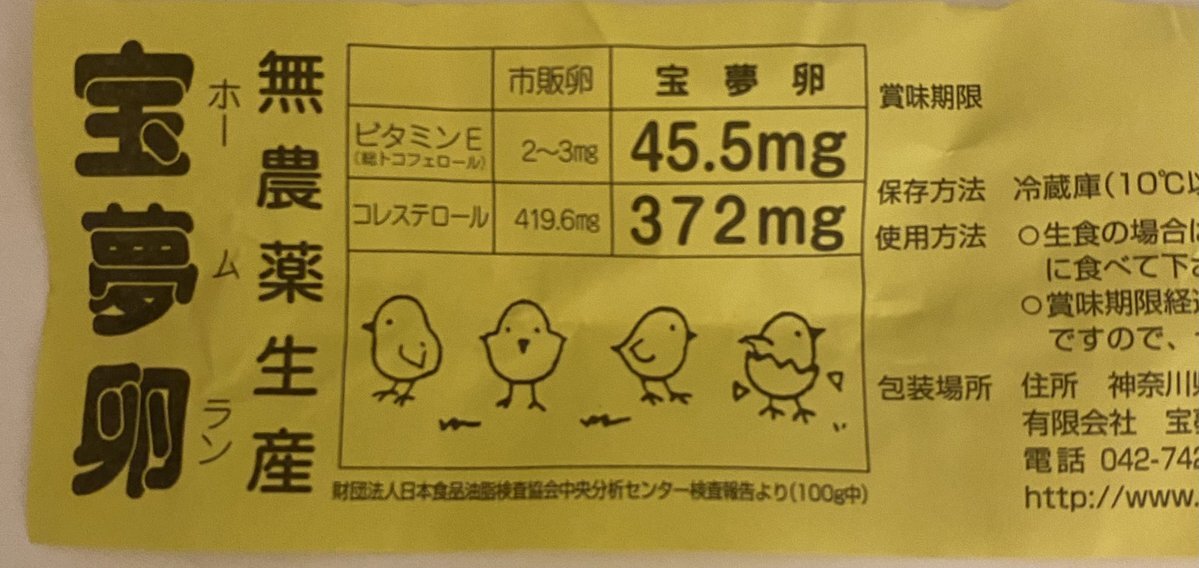 宝夢卵
ホームラン
無農薬生産
市販卵 宝夢卵
ビタミンE
(総トコフェロール)
2〜3mg 45.5mg
コレステロール 419.6mg 372mg
財団法人日本食品油脂検査協会中央分析センター検査報告より(100g中)
賞味期限
保存方法 冷蔵庫(10℃以
使用方法 ○生食の場合は
に食べて下さ
○賞味期限経過
ですので、
包装場所 住所 神奈川県
有限会社 宝夢
電話 042-742
http://www.